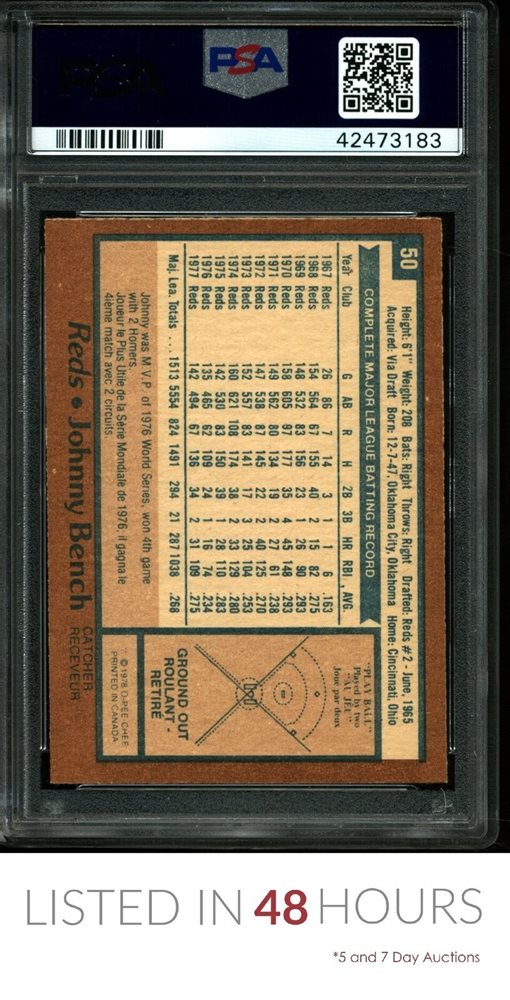 PSA
42473183
50
Height: 6'1" Weight: 208 Bats: Right Throws: Right Drafted: Reds #2 - June, 1965
Acquired: Via Draft Born: 12-7-47, Oklahoma City, Oklahoma Home: Cincinnati, Ohio
COMPLETE MAJOR LEAGUE BATTING RECORD
Year Club G AB R H 2B 3B HR RBI AVG.
1967 Reds 26 86 7 14 3 1 1 6 .163
1968 Reds 154 564 67 155 40 2 15 82 .275
1969 Reds 148 532 83 156 23 1 26 90 .293
1970 Reds 158 605 97 177 35 4 45 148 .293
1971 Reds 149 562 80 134 19 2 27 61 .238
1972 Reds 147 538 87 145 22 2 40 125 .270
1973 Reds 152 557 83 141 17 3 25 104 .253
1974 Reds 160 621 108 174 38 2 33 129 .280
1975 Reds 142 530 83 150 39 1 28 110 .283
1976 Reds 135 465 62 109 24 1 16 74 .234
1977 Reds 142 494 67 136 34 2 31 109 .275
Maj. Lea. Totals ... 1513 5554 824 1491 294 21 287 1038 .268
Johnny was M.V.P. of 1976 World Series, won 4th game
with 2 Homers.
Joueur le Plus Utile de la Série Mondiale de 1976, il gagna le
4ième match avec 2 circuits.
"PLAY BALL"
Played by two
"AU JEU"
Joué par deux
GROUND OUT
ROULANT -
RETIRÉ
© 1978 O-PEE-CHEE
PRINTED IN CANADA
Reds • Johnny Bench
CATCHER
RECEVEUR
LISTED IN 48 HOURS
*5 and 7 Day Auctions